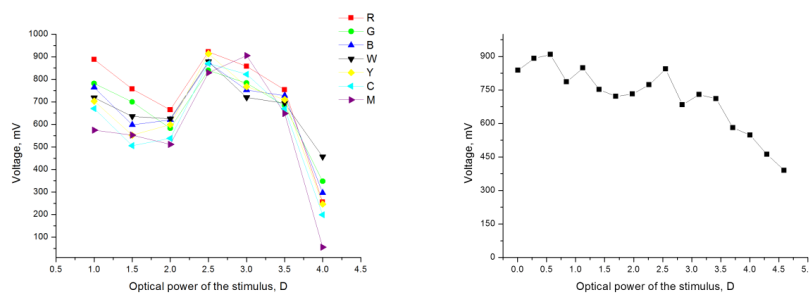 R
G
B
W
Y
C
M
1000
900
800
700
600
500
400
300
200
100
0.5 1.0 1.5 2.0 2.5 3.0 3.5 4.0 4.5
Voltage, mV
Optical power of the stimulus, D
900
750
600
450
300
150
0
0.0 0.5 1.0 1.5 2.0 2.5 3.0 3.5 4.0 4.5 5.0
Voltage, mV
Optical power of the stimulus, D